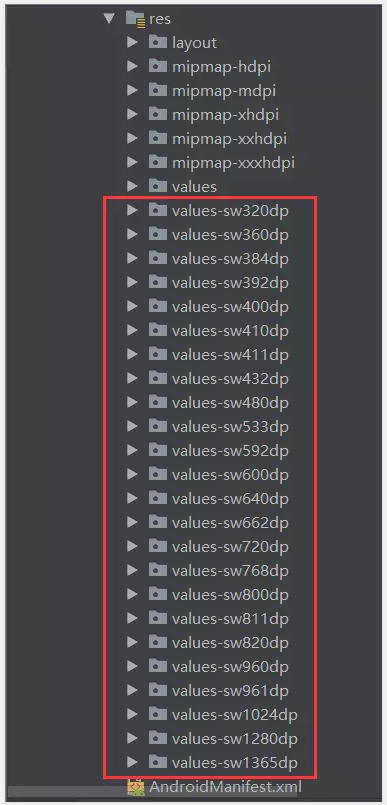 res
layout
mipmap-hdpi
mipmap-mdpi
mipmap-xhdpi
mipmap-xxhdpi
mipmap-xxxhdpi
values
values-sw320dp
values-sw360dp
values-sw384dp
values-sw392dp
values-sw400dp
values-sw410dp
values-sw411dp
values-sw432dp
values-sw480dp
values-sw533dp
values-sw592dp
values-sw600dp
values-sw640dp
values-sw662dp
values-sw720dp
values-sw768dp
values-sw800dp
values-sw811dp
values-sw820dp
values-sw960dp
values-sw961dp
values-sw1024dp
values-sw1280dp
values-sw1365dp
AndroidManifest.xml